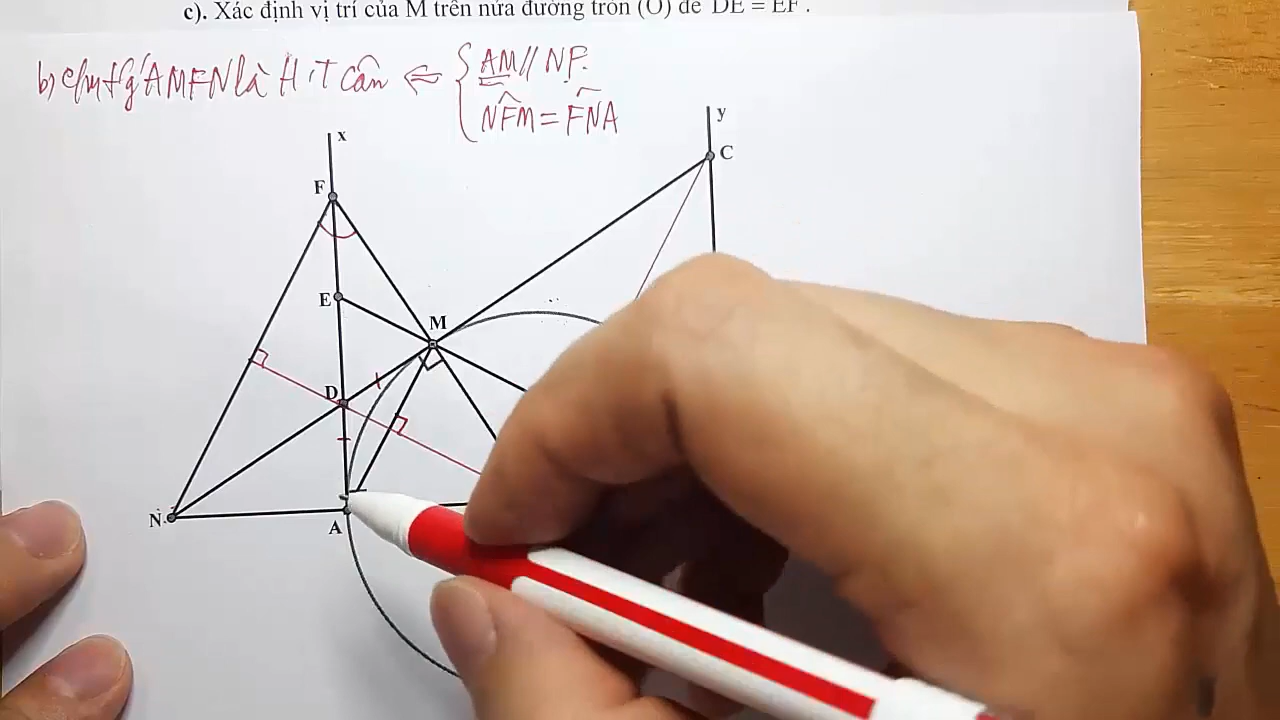 c). Xác định vị trí của M trên nửa đường tròn (O) để DE = EF .
b) c/m tg AMFN là H.T Cân ⇐ { AM // NF.
NFM = FNA
x
y
C
F
E
M
D
N
A